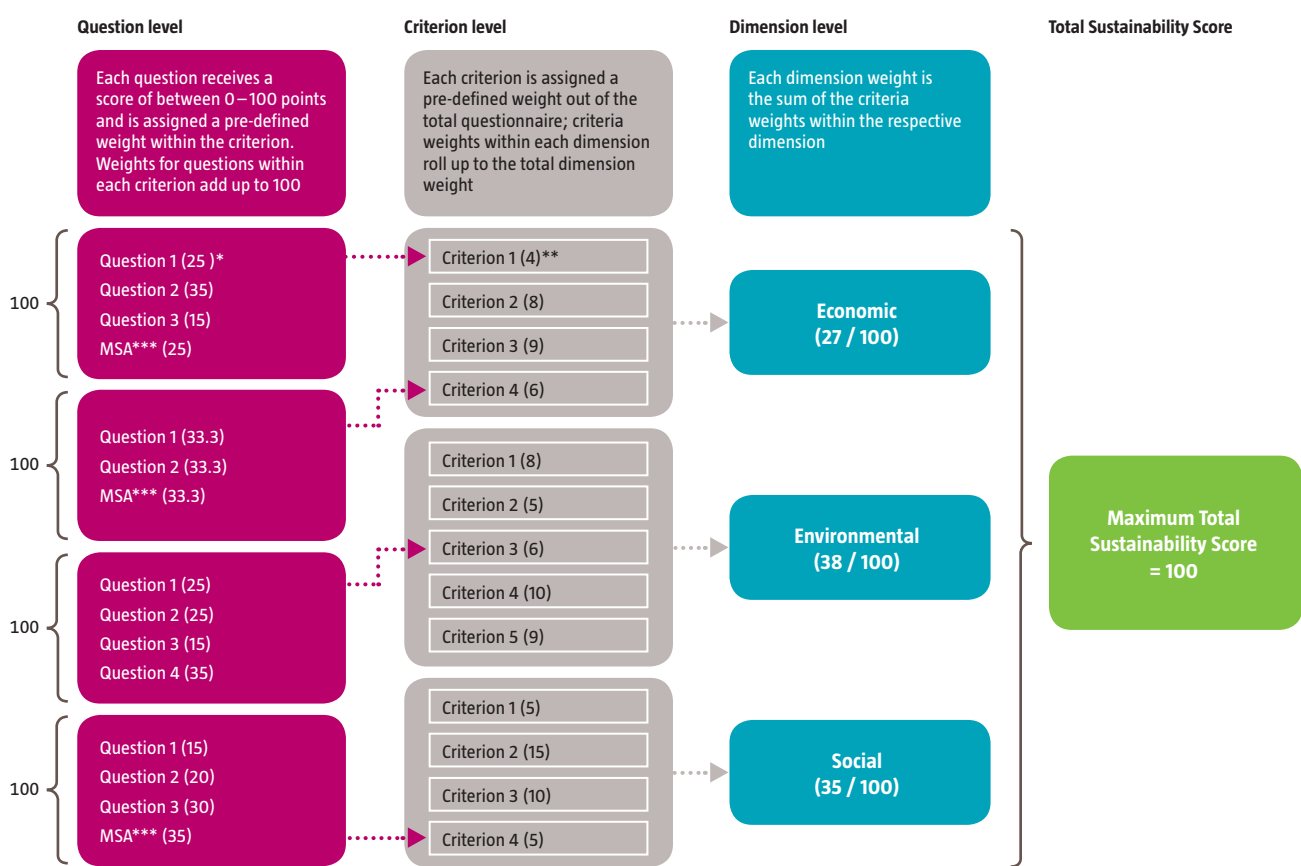 Question level
Each question receives a
score of between 0–100 points
and is assigned a pre-defined
weight within the criterion.
Weights for questions within
each criterion add up to 100
100
Question 1 (25 )*
Question 2 (35)
Question 3 (15)
MSA*** (25)
100
Question 1 (33.3)
Question 2 (33.3)
MSA*** (33.3)
100
Question 1 (25)
Question 2 (25)
Question 3 (15)
Question 4 (35)
100
Question 1 (15)
Question 2 (20)
Question 3 (30)
MSA*** (35)
Criterion level
Each criterion is assigned a
pre-defined weight out of the
total questionnaire; criteria
weights within each dimension
roll up to the total dimension
weight
Criterion 1 (4)**
Criterion 2 (8)
Criterion 3 (9)
Criterion 4 (6)
Criterion 1 (8)
Criterion 2 (5)
Criterion 3 (6)
Criterion 4 (10)
Criterion 5 (9)
Criterion 1 (5)
Criterion 2 (15)
Criterion 3 (10)
Criterion 4 (5)
Dimension level
Each dimension weight is
the sum of the criteria
weights within the respective
dimension
Economic
(27 / 100)
Environmental
(38 / 100)
Social
(35 / 100)
Total Sustainability Score
Maximum Total
Sustainability Score
= 100